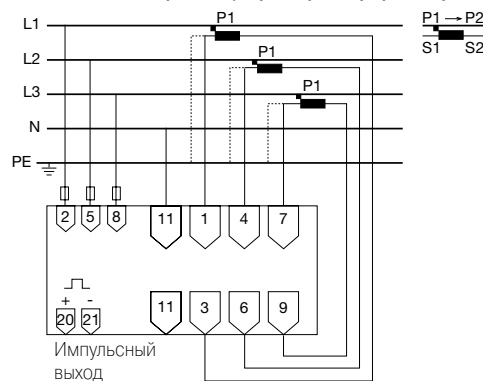 L1
P1
P1 → P2
S1 S2
L2
P1
L3
P1
N
PE
2 5 8 11 1 4 7
+ -
20 21 11 3 6 9
Импульсный
выход